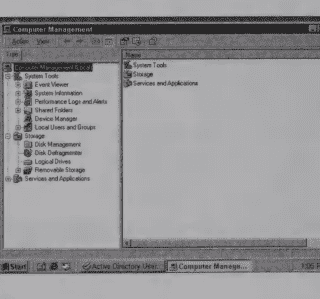 Computer Management
Action View
Tree
Name
Computer Management (Local)
System Tools
Event Viewer
System Information
Performance Logs and Alerts
Shared Folders
Device Manager
Local Users and Groups
Storage
Disk Management
Disk Defragmenter
Logical Drives
Removable Storage
Services and Applications
System Tools
Storage
Services and Applications
Start
Active Directory User...
Computer Manage...